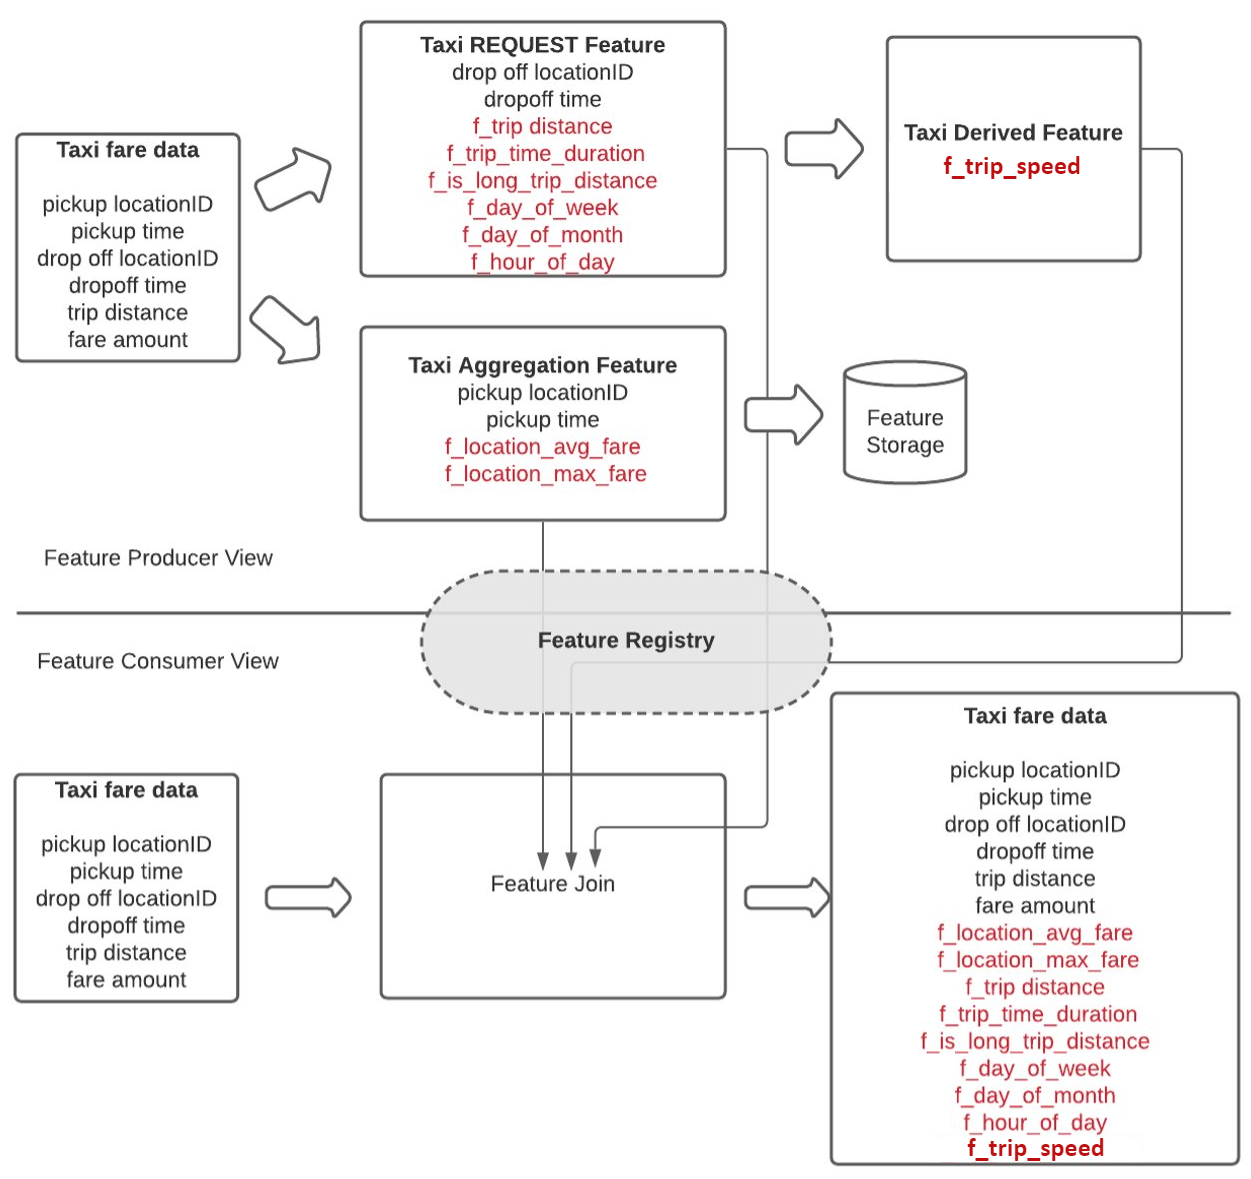 Taxi fare data
pickup locationID
pickup time
drop off locationID
dropoff time
trip distance
fare amount
Taxi REQUEST Feature
drop off locationID
dropoff time
f_trip distance
f_trip_time_duration
f_is_long_trip_distance
f_day_of_week
f_day_of_month
f_hour_of_day
Taxi Derived Feature
f_trip_speed
Taxi Aggregation Feature
pickup locationID
pickup time
f_location_avg_fare
f_location_max_fare
Feature
Storage
Feature Producer View
Feature Registry
Feature Consumer View
Taxi fare data
pickup locationID
pickup time
drop off locationID
dropoff time
trip distance
fare amount
Feature Join
Taxi fare data
pickup locationID
pickup time
drop off locationID
dropoff time
trip distance
fare amount
f_location_avg_fare
f_location_max_fare
f_trip distance
f_trip_time_duration
f_is_long_trip_distance
f_day_of_week
f_day_of_month
f_hour_of_day
f_trip_speed